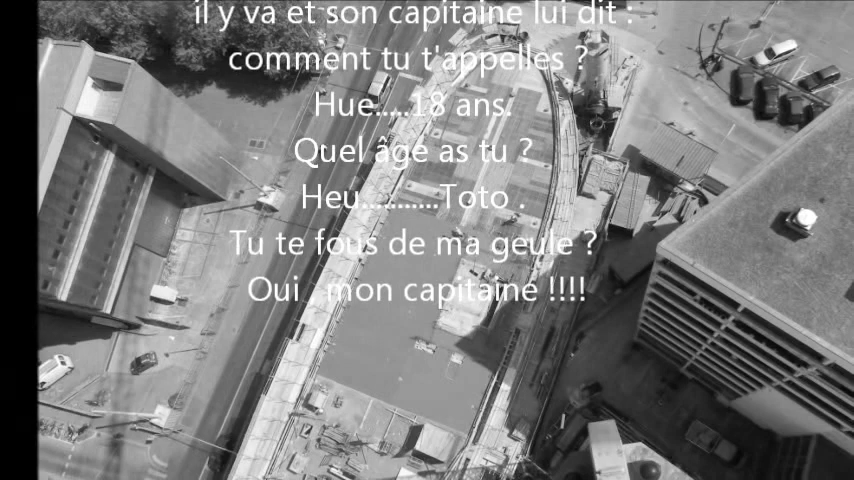 il y va et son capitaine lui dit :
comment tu t'appelles ?
Hue.....18 ans.
Quel âge as tu ?
Heu...........Toto .
Tu te fous de ma geule ?
Oui , mon capitaine !!!!